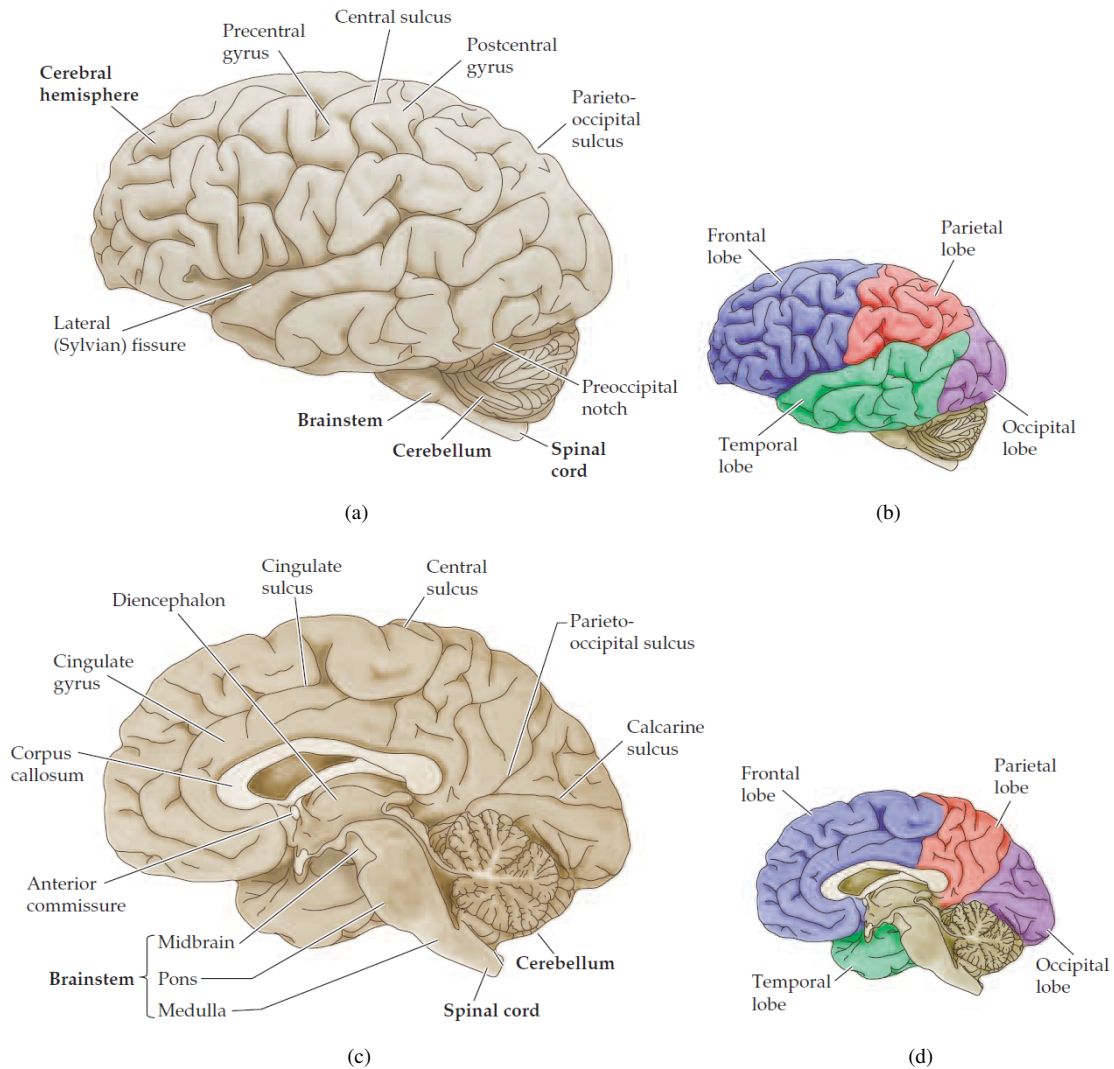 Central sulcus
Precentral
gyrus
Postcentral
gyrus
Cerebral
hemisphere
Parieto-
occipital
sulcus
Lateral
(Sylvian) fissure
Preoccipital
notch
Brainstem
Cerebellum
Spinal
cord
(a)
Frontal
lobe
Parietal
lobe
Temporal
lobe
Occipital
lobe
(b)
Cingulate
sulcus
Central
sulcus
Diencephalon
Parieto-
occipital sulcus
Cingulate
gyrus
Calcarine
sulcus
Corpus
callosum
Anterior
commissure
Midbrain
Brainstem
Pons
Medulla
Cerebellum
Spinal cord
(c)
Frontal
lobe
Parietal
lobe
Temporal
lobe
Occipital
lobe
(d)